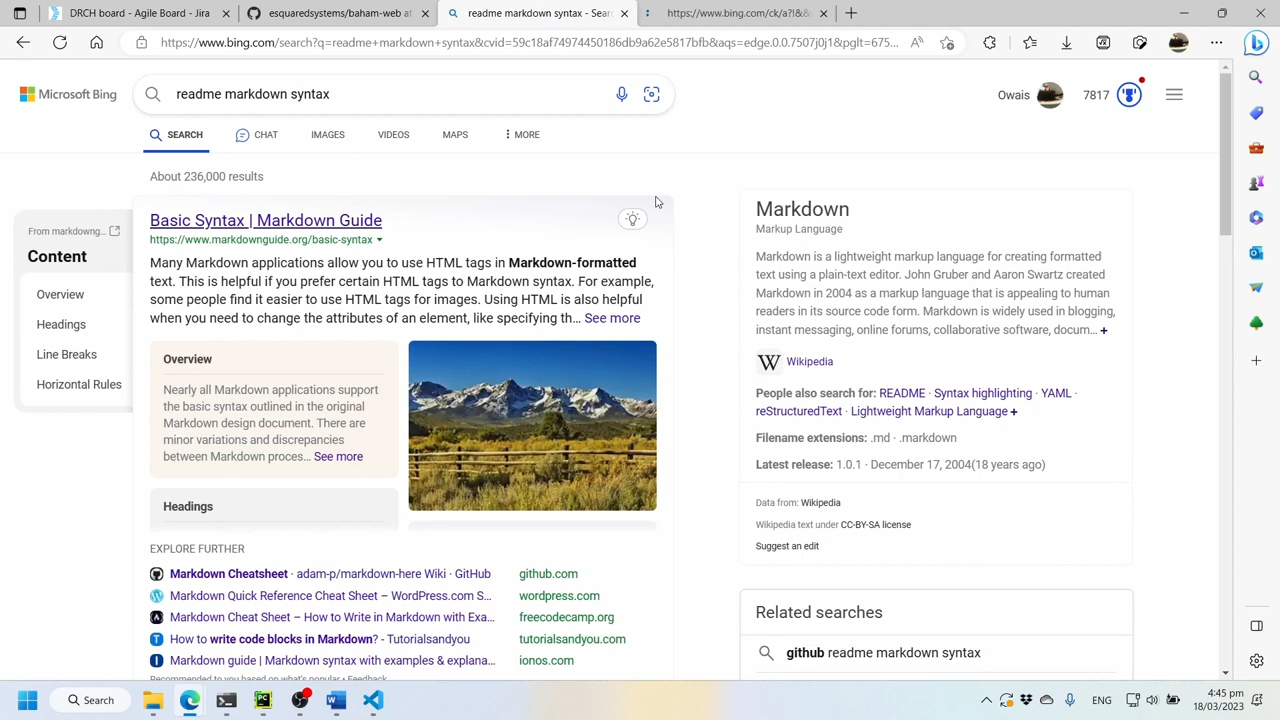 DRCH board - Agile Board - Jira
esquaredsystems/baham-web at
readme markdown syntax - Sear
https://www.bing.com/ck/a?!&&
https://www.bing.com/search?q=readme+markdown+syntax&cvid=59c18af74974450186db9a62e5817bfb&aqs=edge.0.0.7507j0j1&pglt=675...
Microsoft Bing
readme markdown syntax
Owais
7817
SEARCH
CHAT
IMAGES
VIDEOS
MAPS
MORE
About 236,000 results
From markdowng...
Content
Overview
Headings
Line Breaks
Horizontal Rules
Basic Syntax | Markdown Guide
https://www.markdownguide.org/basic-syntax
Many Markdown applications allow you to use HTML tags in Markdown-formatted
text. This is helpful if you prefer certain HTML tags to Markdown syntax. For example,
some people find it easier to use HTML tags for images. Using HTML is also helpful
when you need to change the attributes of an element, like specifying th... See more
Overview
Nearly all Markdown applications support
the basic syntax outlined in the original
Markdown design document. There are
minor variations and discrepancies
between Markdown proces... See more
Headings
EXPLORE FURTHER
Markdown Cheatsheet · adam-p/markdown-here Wiki · GitHub
github.com
Markdown Quick Reference Cheat Sheet – WordPress.com S...
wordpress.com
Markdown Cheat Sheet – How to Write in Markdown with Exa...
freecodecamp.org
How to write code blocks in Markdown? - Tutorialsandyou
tutorialsandyou.com
Markdown guide | Markdown syntax with examples & explana...
ionos.com
Recommended to you based on what's popular • Feedback
Markdown
Markup Language
Markdown is a lightweight markup language for creating formatted
text using a plain-text editor. John Gruber and Aaron Swartz created
Markdown in 2004 as a markup language that is appealing to human
readers in its source code form. Markdown is widely used in blogging,
instant messaging, online forums, collaborative software, docum... +
W Wikipedia
People also search for: README · Syntax highlighting · YAML ·
reStructuredText · Lightweight Markup Language +
Filename extensions: .md · .markdown
Latest release: 1.0.1 · December 17, 2004(18 years ago)
Data from: Wikipedia
Wikipedia text under CC-BY-SA license
Suggest an edit
Related searches
github readme markdown syntax
Search
ENG
4:45 pm
18/03/2023